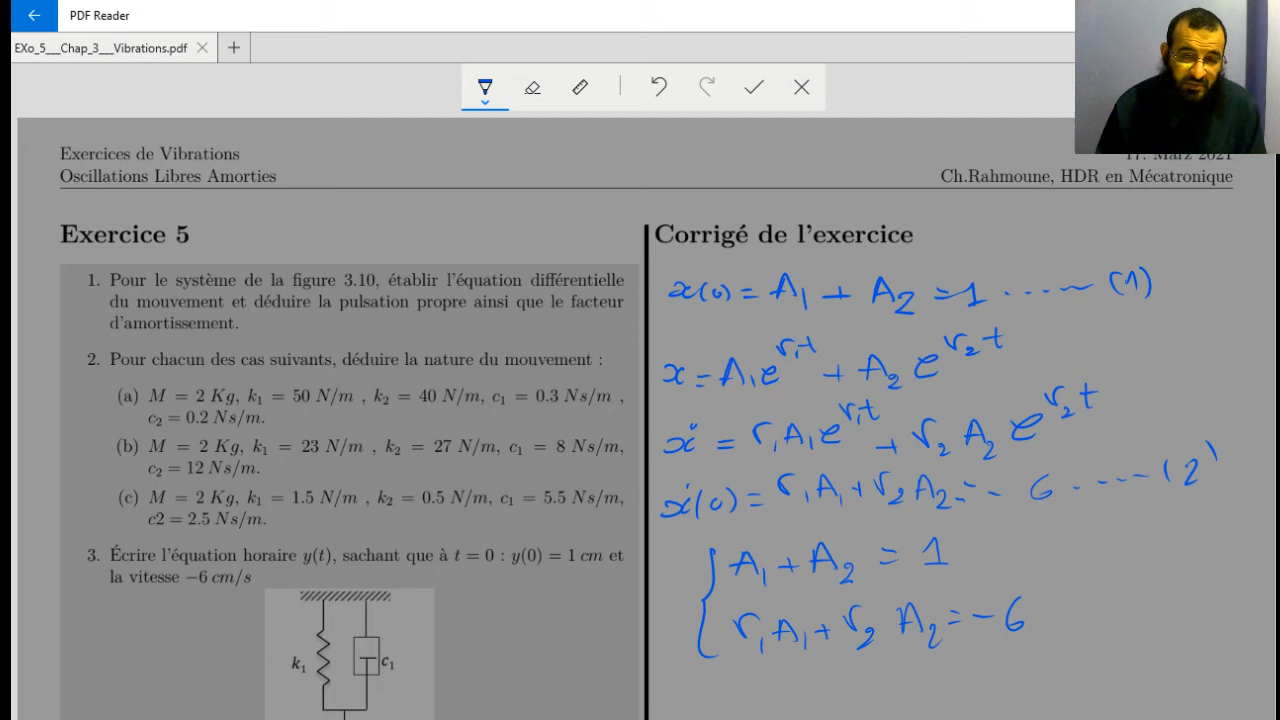 PDF Reader
EXo_5__Chap_3__Vibrations.pdf
Exercices de Vibrations
Oscillations Libres Amorties
17. März 2021
Ch.Rahmoune, HDR en Mécatronique
Exercice 5
1. Pour le système de la figure 3.10, établir l'équation différentielle
du mouvement et déduire la pulsation propre ainsi que le facteur
d'amortissement.
2. Pour chacun des cas suivants, déduire la nature du mouvement :
(a) M = 2 Kg, k₁ = 50 N/m , k₂ = 40 N/m, c₁ = 0.3 Ns/m ,
c₂ = 0.2 Ns/m.
(b) M = 2 Kg, k₁ = 23 N/m , k₂ = 27 N/m, c₁ = 8 Ns/m,
c₂ = 12 Ns/m.
(c) M = 2 Kg, k₁ = 1.5 N/m , k₂ = 0.5 N/m, c₁ = 5.5 Ns/m,
c2 = 2.5 Ns/m.
3. Écrire l'équation horaire y(t), sachant que à t = 0 : y(0) = 1 cm et
la vitesse −6 cm/s
k₁
c₁
Corrigé de l'exercice
x(0) = A₁ + A₂ = 1 ..... (1)
x = A₁e^{r₁t} + A₂e^{r₂t}
ẋ = r₁A₁e^{r₁t} + r₂A₂e^{r₂t}
ẋ(0) = r₁A₁ + r₂A₂ = −6 ..... (2)
{ A₁ + A₂ = 1
r₁A₁ + r₂A₂ = −6